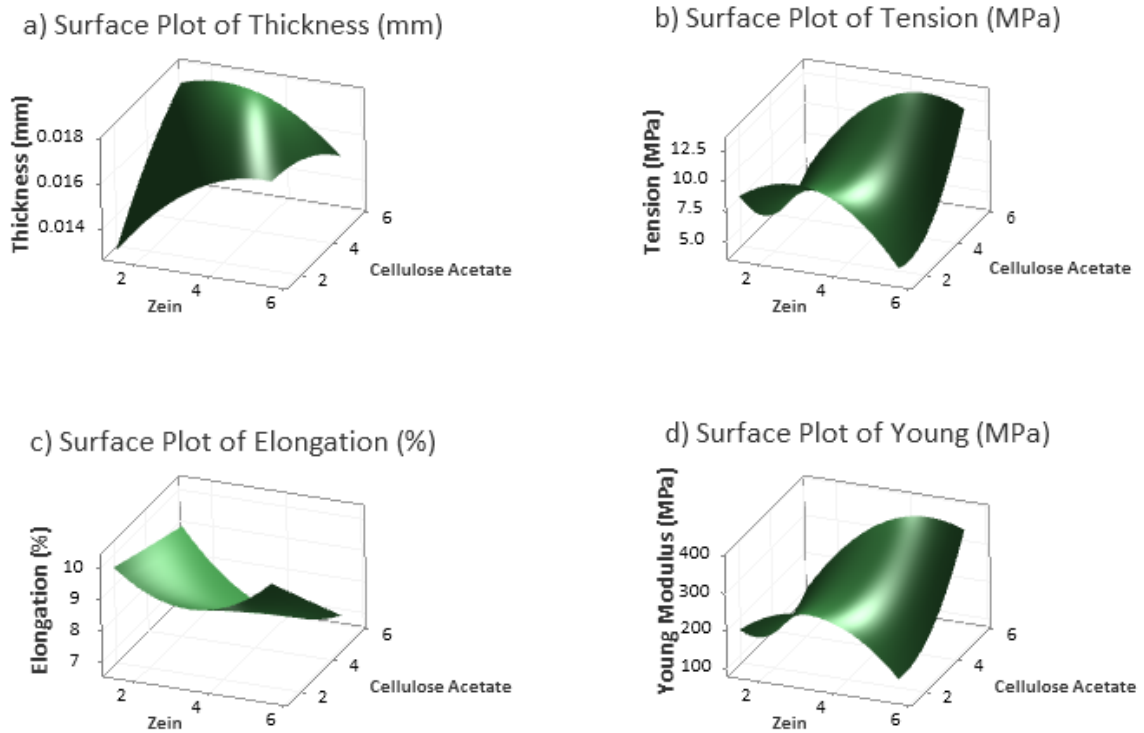 a) Surface Plot of Thickness (mm)
Thickness (mm)
0.018
0.016
0.014
2
4
6
Zein
2
4
6
Cellulose Acetate
b) Surface Plot of Tension (MPa)
Tension (MPa)
12.5
10.0
7.5
5.0
2
4
6
Zein
2
4
6
Cellulose Acetate
c) Surface Plot of Elongation (%)
Elongation (%)
10
9
8
7
2
4
6
Zein
2
4
6
Cellulose Acetate
d) Surface Plot of Young (MPa)
Young Modulus (MPa)
400
300
200
100
2
4
6
Zein
2
4
6
Cellulose Acetate